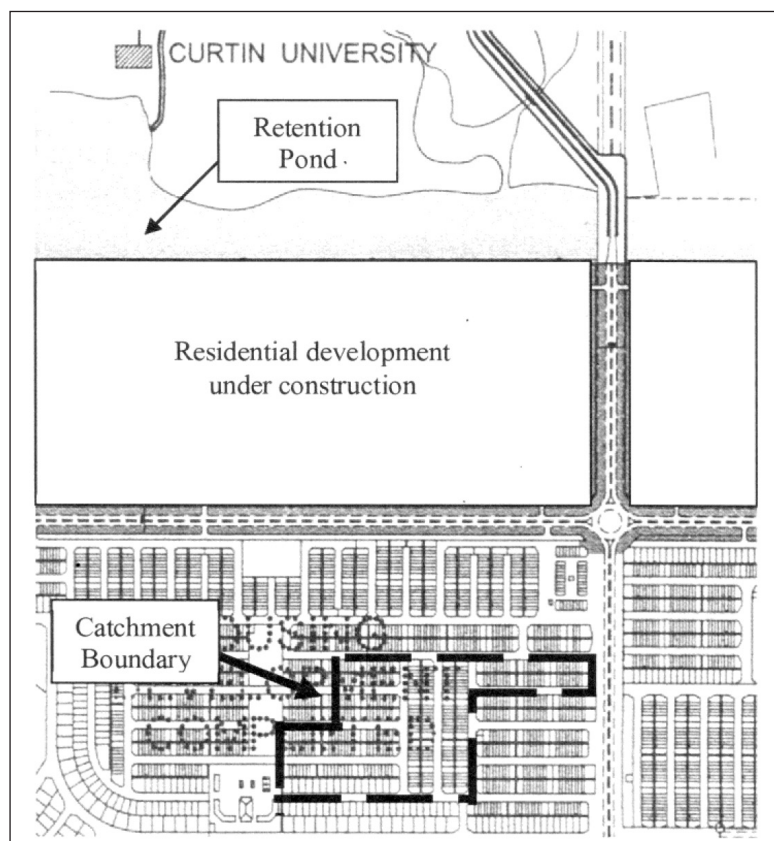 CURTIN UNIVERSITY
Retention
Pond
Residential development
under construction
Catchment
Boundary